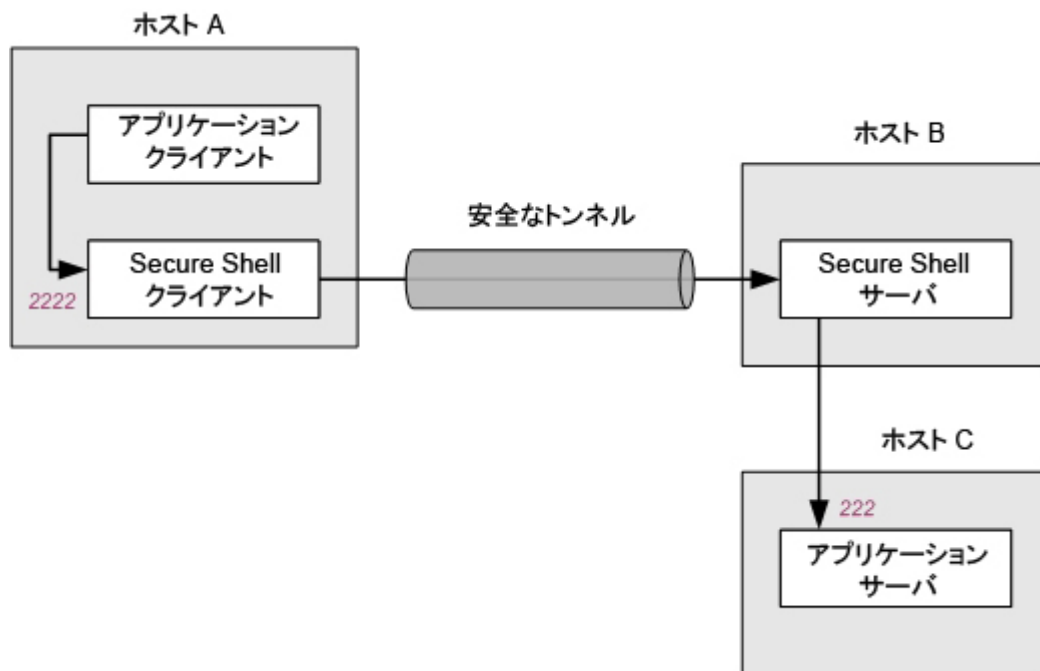 ホスト A
アプリケーション
クライアント
Secure Shell
クライアント
2222
安全なトンネル
ホスト B
Secure Shell
サーバ
ホスト C
222
アプリケーション
サーバ